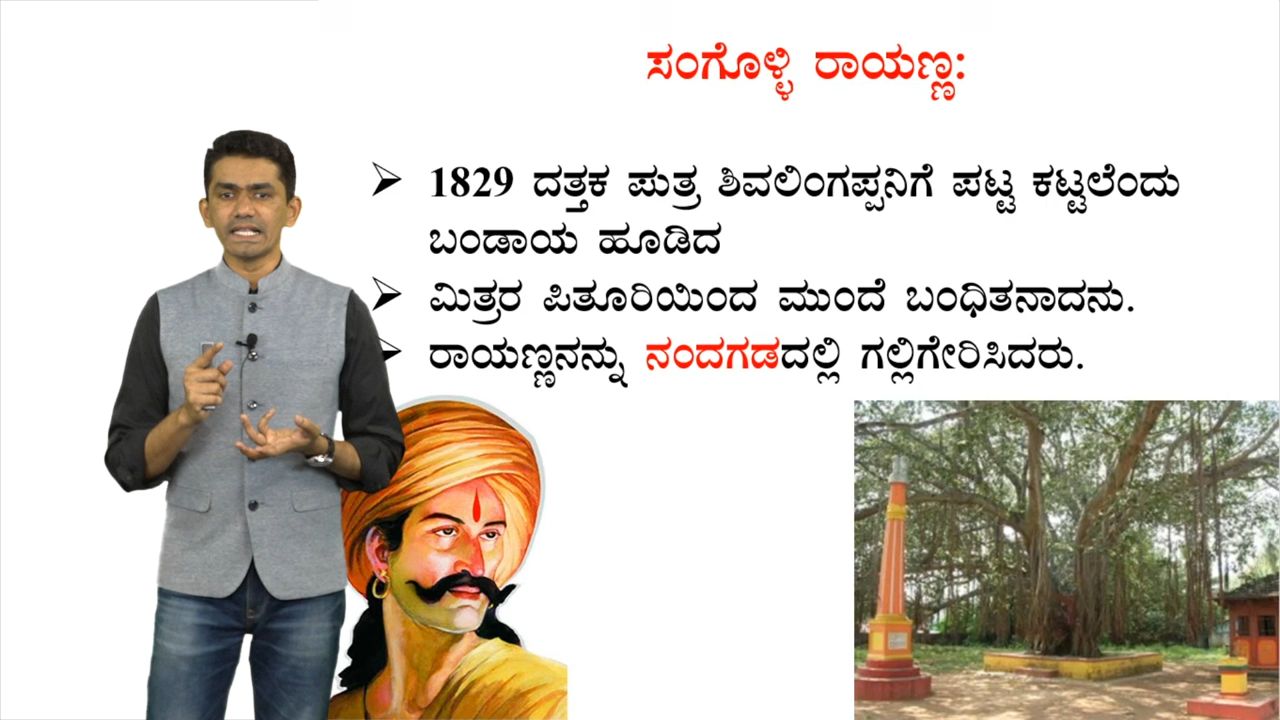 ಸಂಗೊಳ್ಳಿ ರಾಯಣ್ಣ:
➢ 1829 ದತ್ತಕ ಪುತ್ರ ಶಿವಲಿಂಗಪ್ಪನಿಗೆ ಪಟ್ಟ ಕಟ್ಟಲೆಂದು
ಬಂಡಾಯ ಹೂಡಿದ
➢ ಮಿತ್ರರ ಪಿತೂರಿಯಿಂದ ಮುಂದೆ ಬಂಧಿತನಾದನು.
➢ ರಾಯಣ್ಣನನ್ನು ನಂದಗಡದಲ್ಲಿ ಗಲ್ಲಿಗೇರಿಸಿದರು.